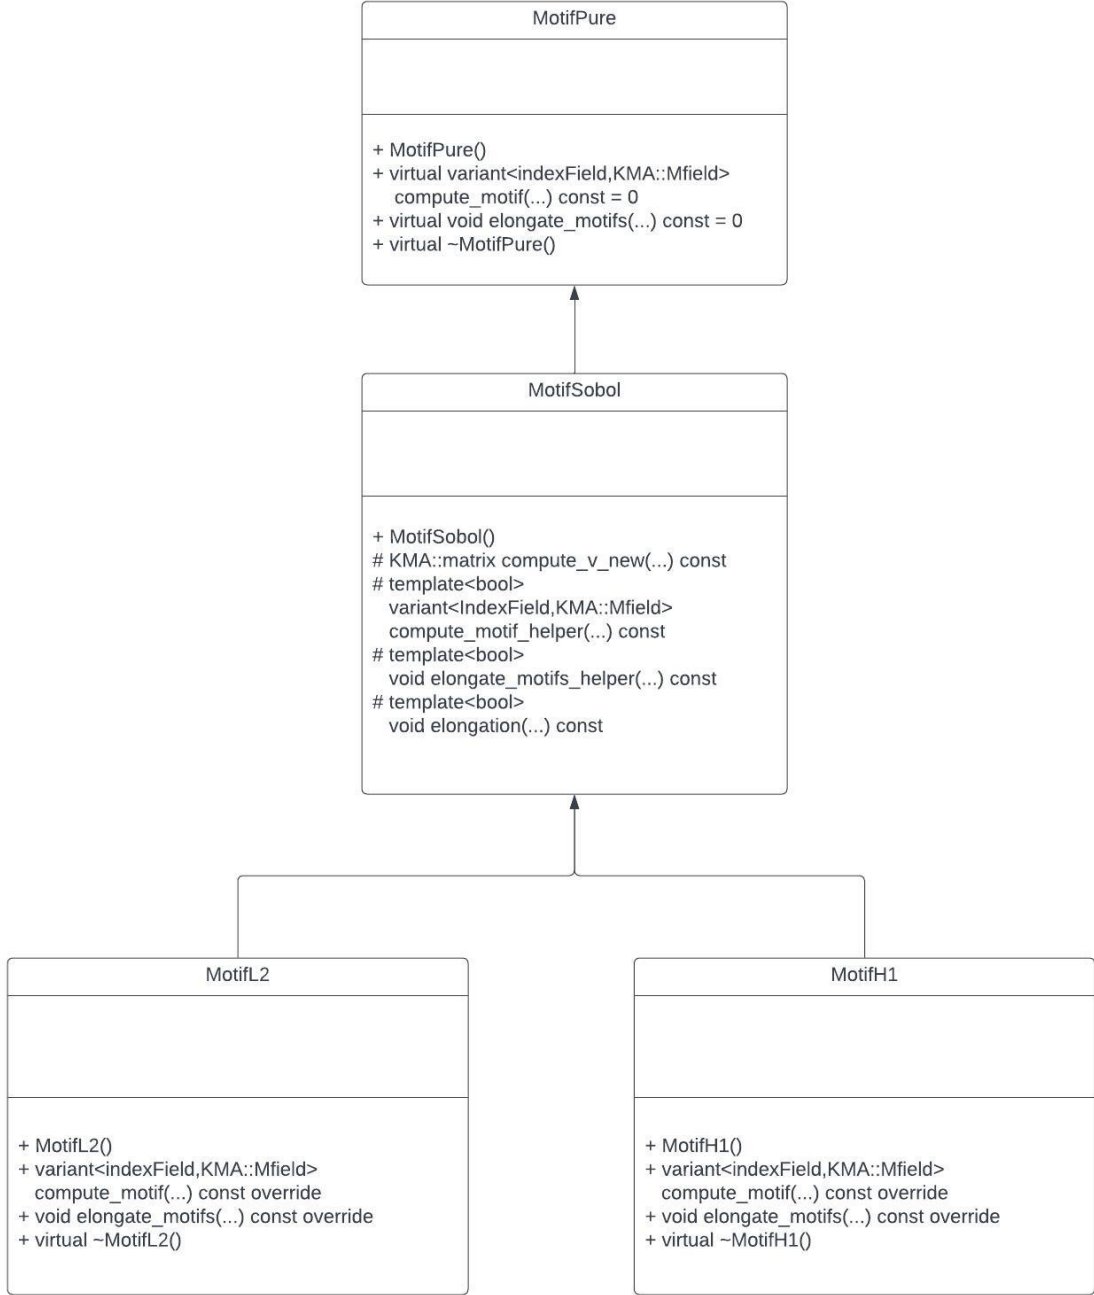 MotifPure
+ MotifPure()
+ virtual variant<indexField,KMA::Mfield>
compute_motif(...) const = 0
+ virtual void elongate_motifs(...) const = 0
+ virtual ~MotifPure()
MotifSobol
+ MotifSobol()
# KMA::matrix compute_v_new(...) const
# template<bool>
variant<IndexField,KMA::Mfield>
compute_motif_helper(...) const
# template<bool>
void elongate_motifs_helper(...) const
# template<bool>
void elongation(...) const
MotifL2
+ MotifL2()
+ variant<indexField,KMA::Mfield>
compute_motif(...) const override
+ void elongate_motifs(...) const override
+ virtual ~MotifL2()
MotifH1
+ MotifH1()
+ variant<indexField,KMA::Mfield>
compute_motif(...) const override
+ void elongate_motifs(...) const override
+ virtual ~MotifH1()